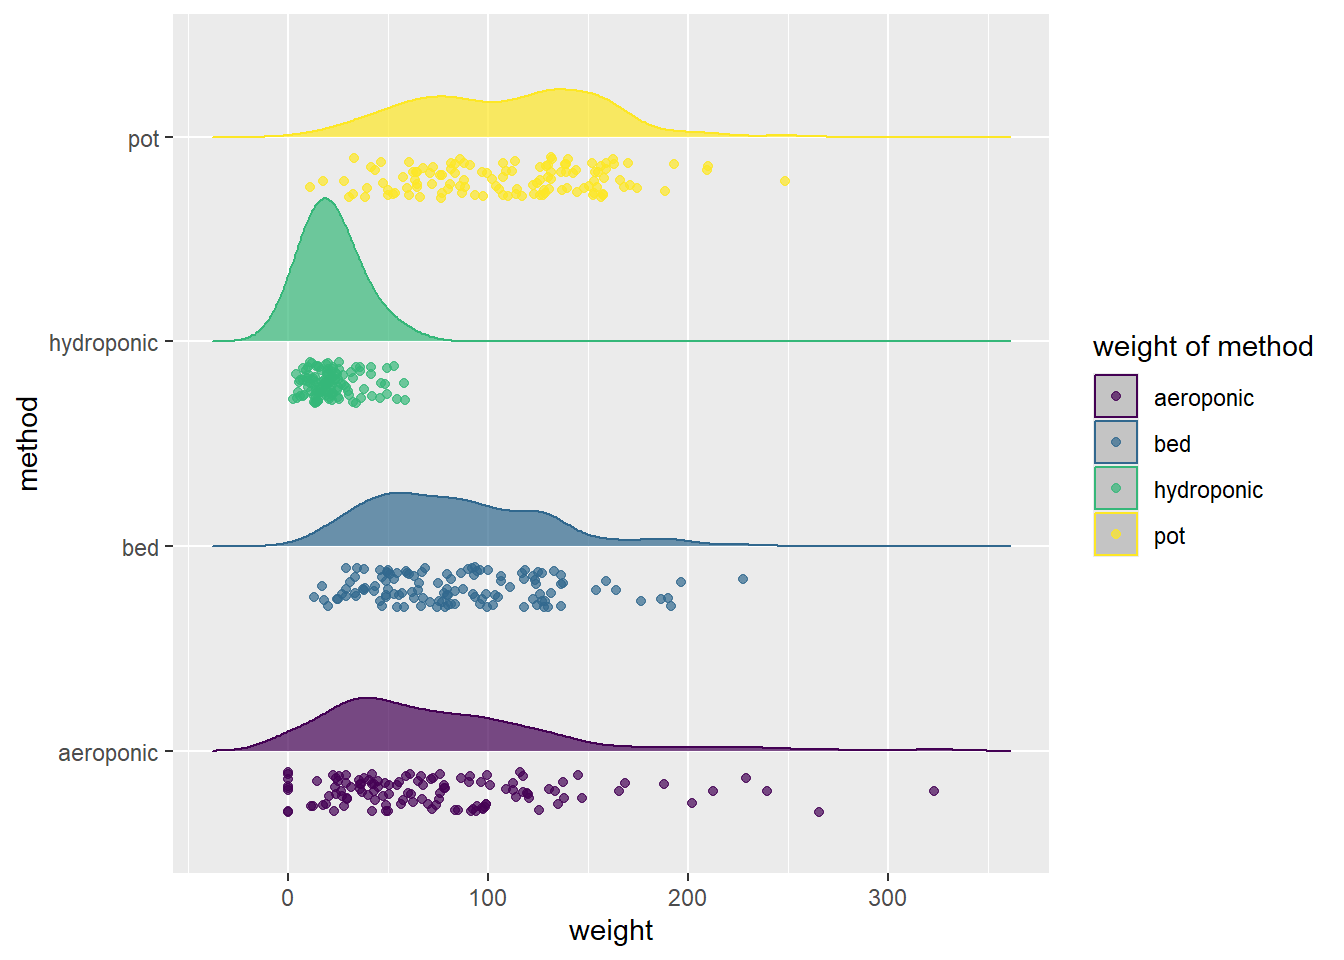 pot
hydroponic
bed
aeroponic
method
0 100 200 300
weight
weight of method
aeroponic
bed
hydroponic
pot